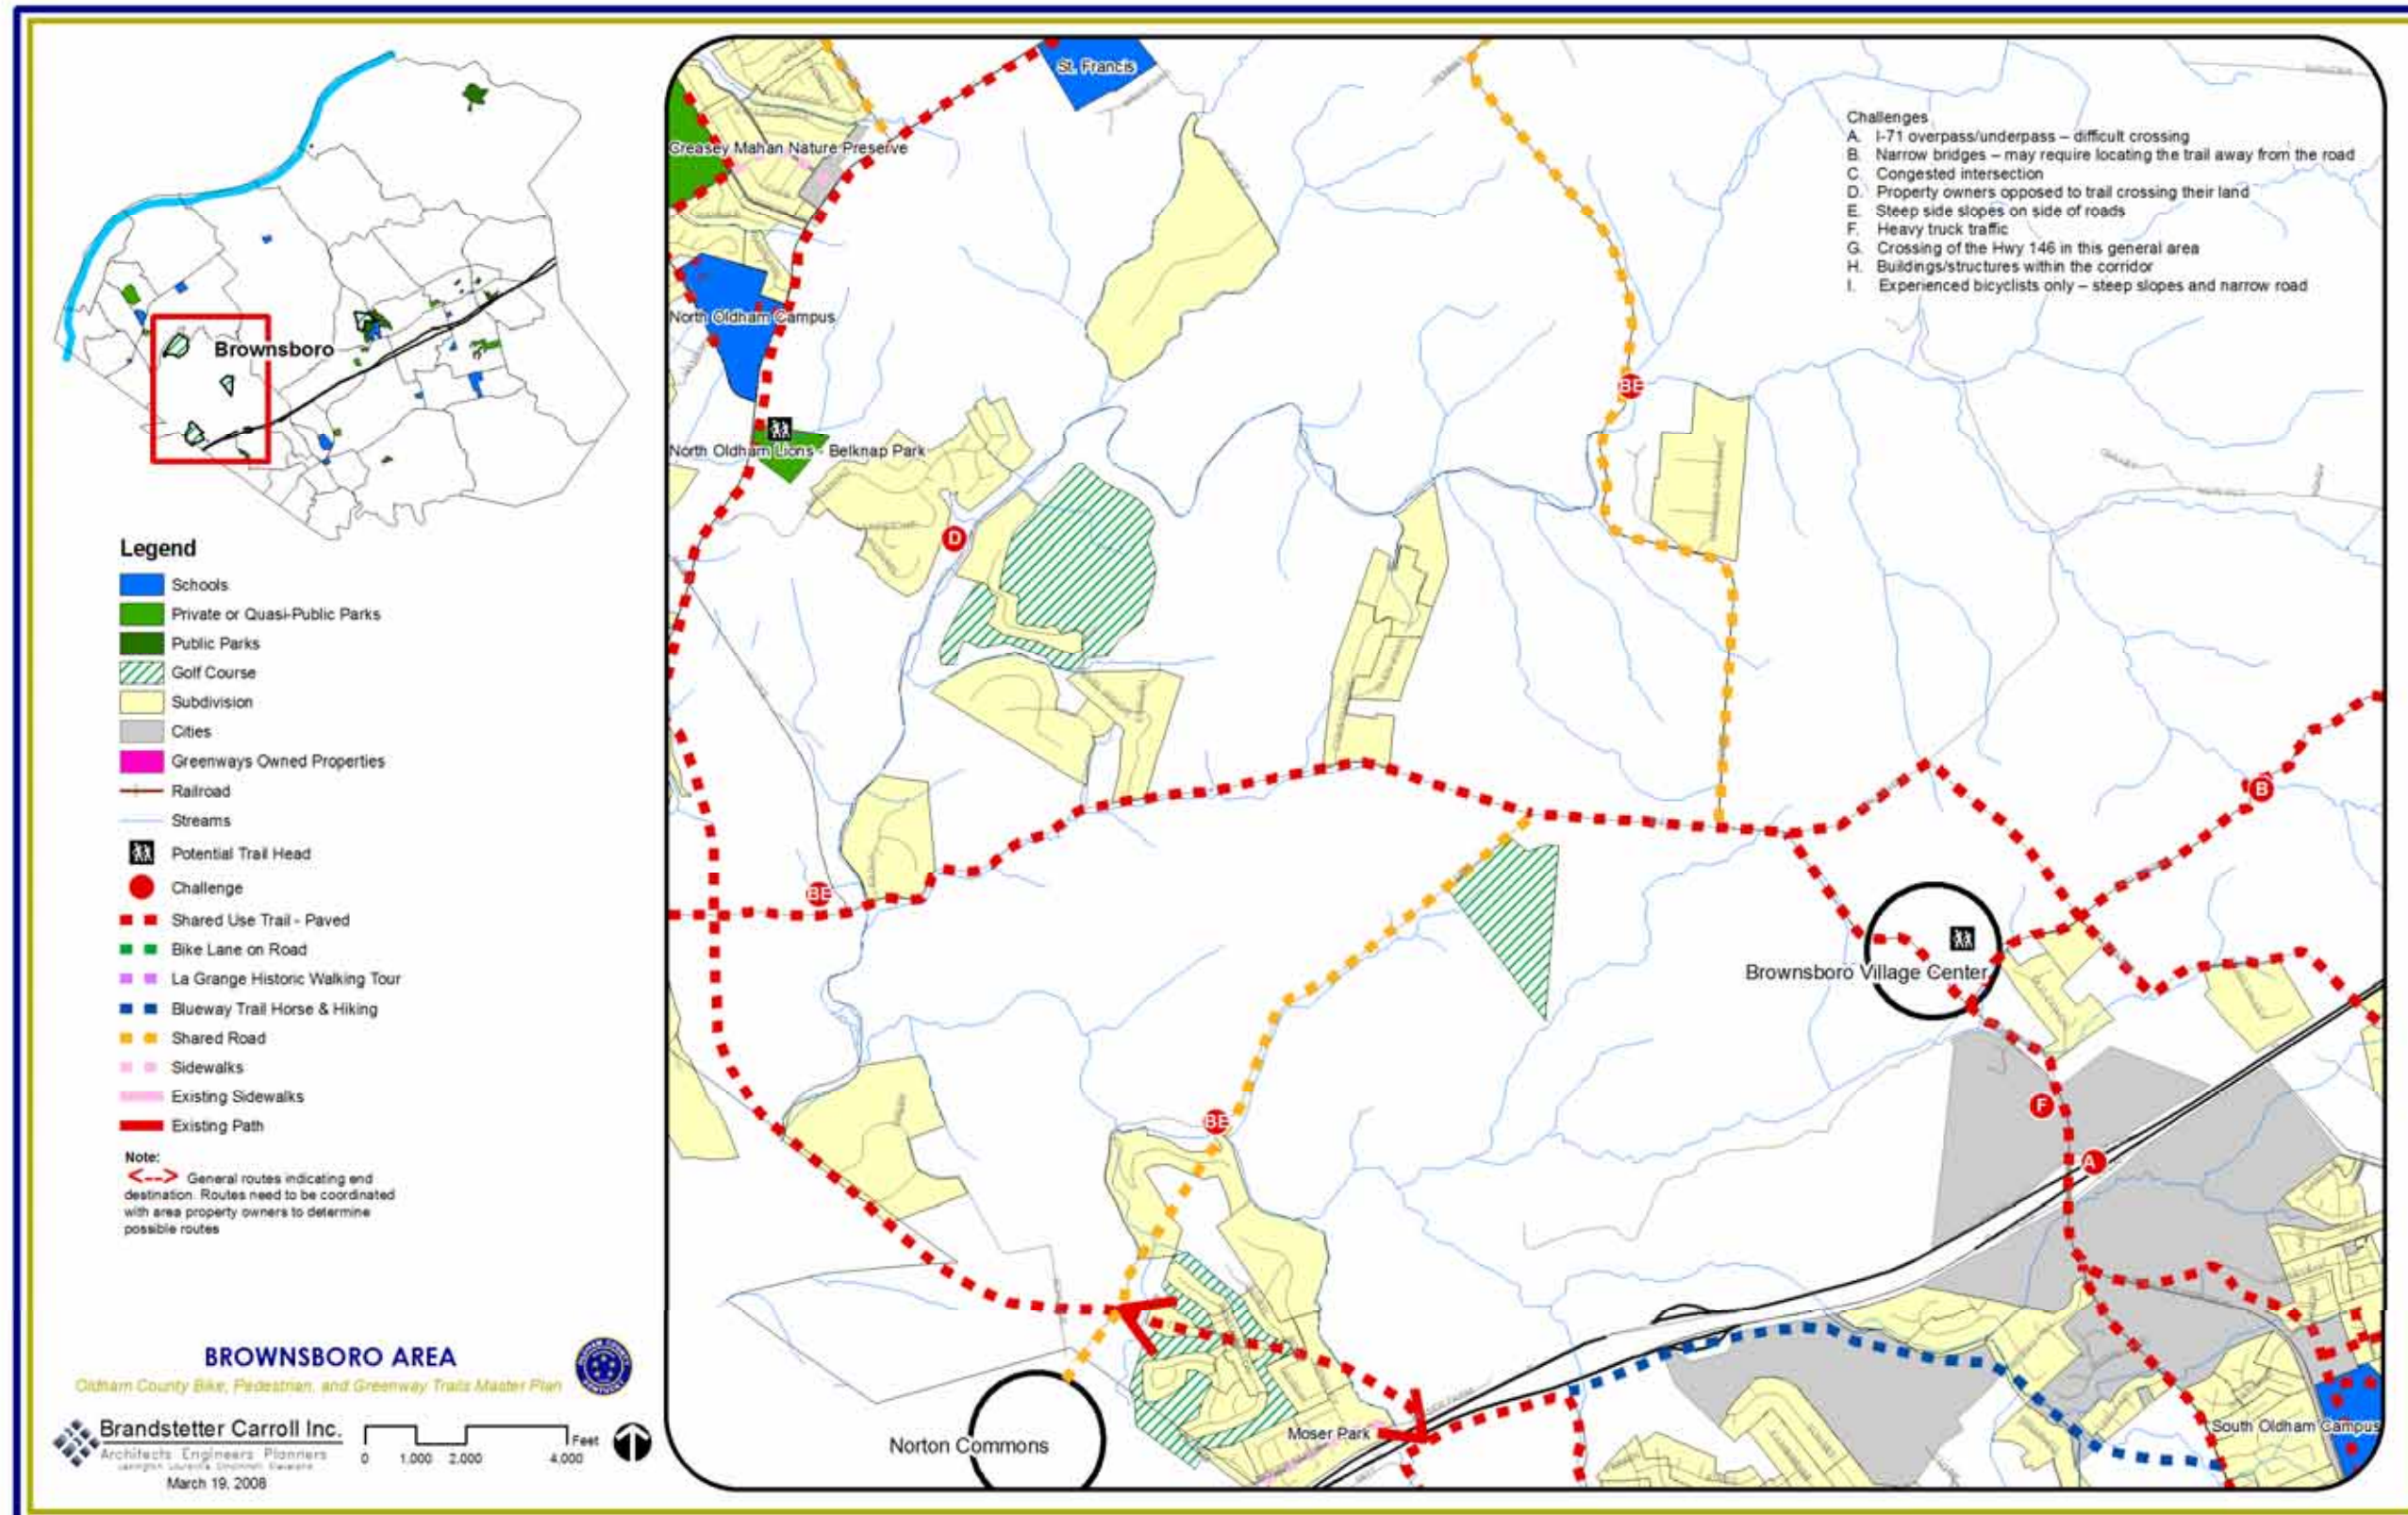 Brownsboro
Legend
Schools
Private or Quasi-Public Parks
Public Parks
Golf Course
Subdivision
Cities
Greenways Owned Properties
Railroad
Streams
Potential Trail Head
Challenge
Shared Use Trail - Paved
Bike Lane on Road
La Grange Historic Walking Tour
Blueway Trail Horse & Hiking
Shared Road
Sidewalks
Existing Sidewalks
Existing Path
Note:
<--> General routes indicating end
destination. Routes need to be coordinated
with area property owners to determine
possible routes
BROWNSBORO AREA
Oldham County Bike, Pedestrian, and Greenway Trails Master Plan
Brandstetter Carroll Inc.
Architects Engineers Planners
March 19, 2008
0 1,000 2,000 4,000 Feet
St. Francis
Creasey Mahan Nature Preserve
North Oldham Campus
North Oldham Lions - Belknap Park
Challenges
A. I-71 overpass/underpass – difficult crossing
B. Narrow bridges – may require locating the trail away from the road
C. Congested intersection
D. Property owners opposed to trail crossing their land
E. Steep side slopes on side of roads
F. Heavy truck traffic
G. Crossing of the Hwy 146 in this general area
H. Buildings/structures within the corridor
I. Experienced bicyclists only – steep slopes and narrow road
BE
D
B
BE
Brownsboro Village Center
F
BE
A
Norton Commons
Moser Park
South Oldham Campus